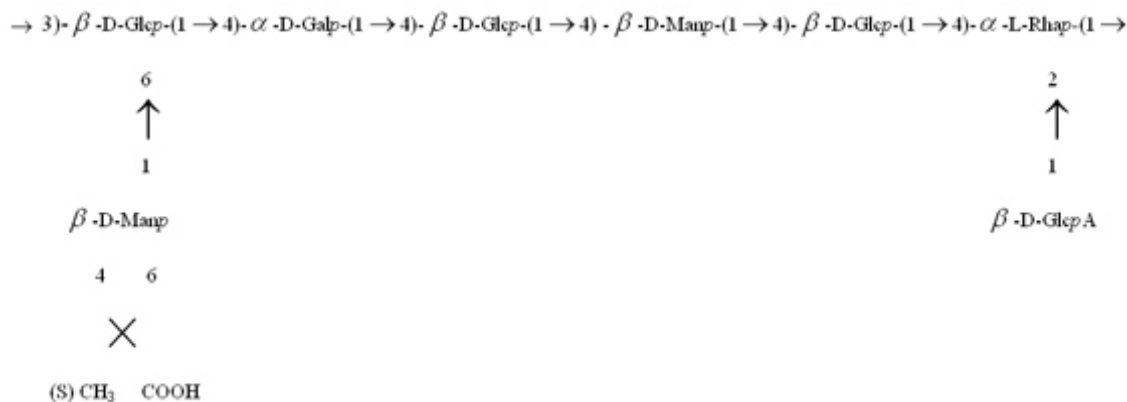 → 3)- β -D-Glcp-(1 → 4)- α -D-Galp-(1 → 4)- β -D-Glcp-(1 → 4) - β -D-Manp-(1 → 4)- β -D-Glcp-(1 → 4)- α -L-Rhap-(1 →
6 2
↑ ↑
1 1
β -D-Manp β -D-GlcpA
4 6
(S) CH₃ COOH